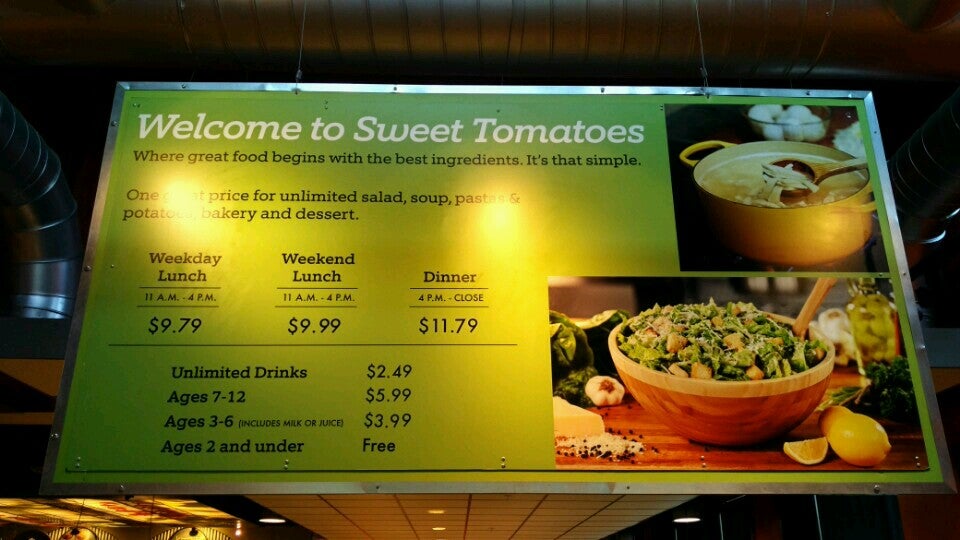 Welcome to Sweet Tomatoes
Where great food begins with the best ingredients. It's that simple.
One great price for unlimited salad, soup, pastas &
potatoes, bakery and dessert.
Weekday Lunch
11 A.M. - 4 P.M.
$9.79
Weekend Lunch
11 A.M. - 4 P.M.
$9.99
Dinner
4 P.M. - CLOSE
$11.79
Unlimited Drinks $2.49
Ages 7-12 $5.99
Ages 3-6 (INCLUDES MILK OR JUICE) $3.99
Ages 2 and under Free